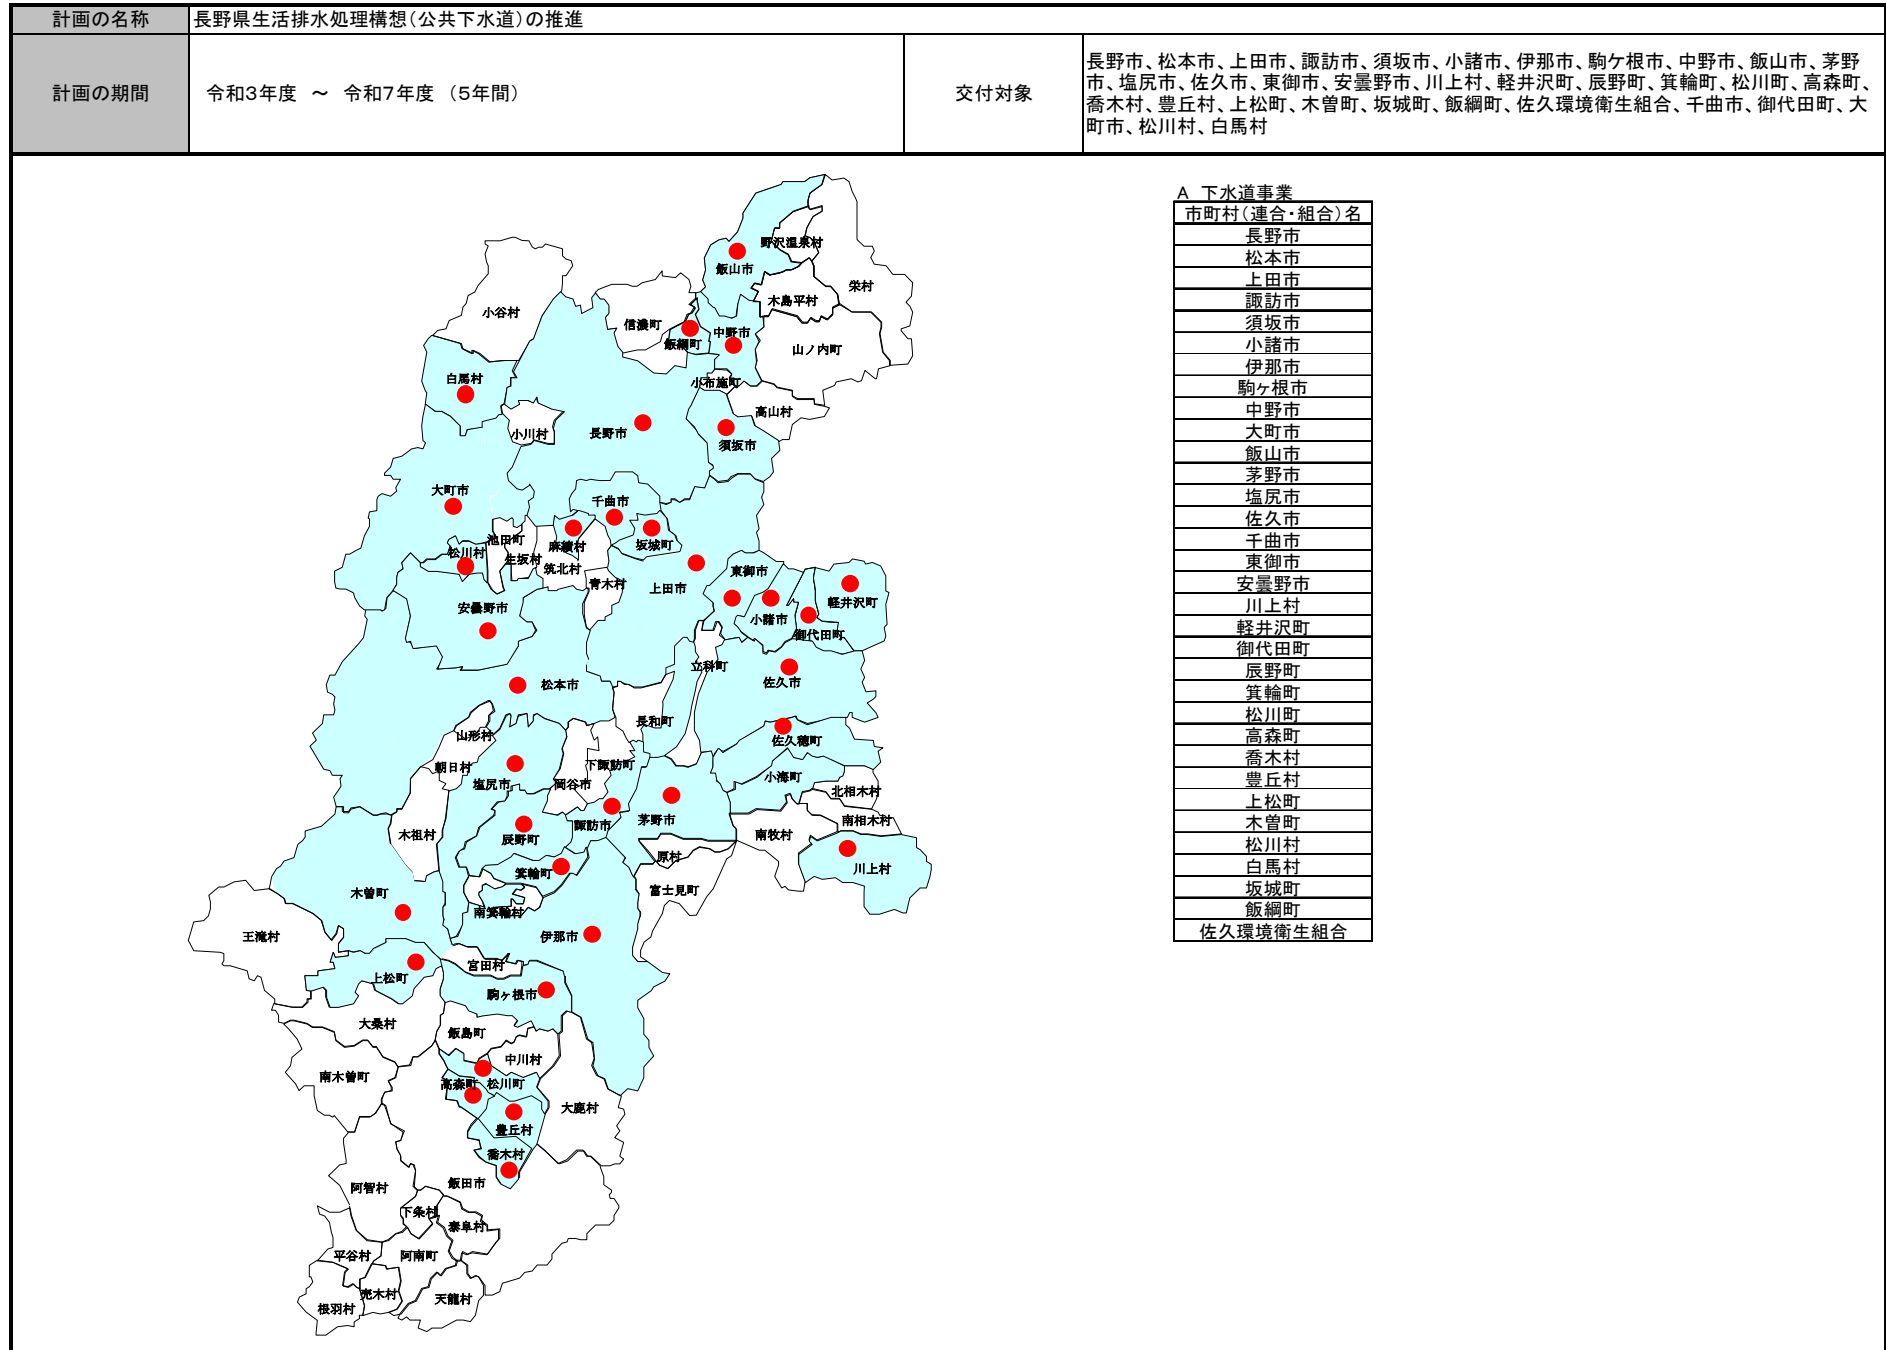 計画の名称
長野県生活排水処理構想(公共下水道)の推進
計画の期間
令和3年度 ～ 令和7年度 (5年間)
交付対象
長野市、松本市、上田市、諏訪市、須坂市、小諸市、伊那市、駒ケ根市、中野市、飯山市、茅野
市、塩尻市、佐久市、東御市、安曇野市、川上村、軽井沢町、辰野町、箕輪町、松川町、高森町、
喬木村、豊丘村、上松町、木曽町、坂城町、飯綱町、佐久環境衛生組合、千曲市、御代田町、大
町市、松川村、白馬村
A 下水道事業
市町村(連合・組合)名
長野市
松本市
上田市
諏訪市
須坂市
小諸市
伊那市
駒ヶ根市
中野市
大町市
飯山市
茅野市
塩尻市
佐久市
千曲市
東御市
安曇野市
川上村
軽井沢町
御代田町
辰野町
箕輪町
松川町
高森町
喬木村
豊丘村
上松町
木曽町
松川村
白馬村
坂城町
飯綱町
佐久環境衛生組合
野沢温泉村
飯山市
栄村
木島平村
小谷村
信濃町
中野市
飯綱町
山ノ内町
白馬村
小布施町
高山村
小川村
長野市
須坂市
大町市
千曲市
池田町
麻績村
坂城町
松川村
生坂村
筑北村
青木村
上田市
東御市
軽井沢町
安曇野市
小諸市
御代田町
立科町
佐久市
松本市
長和町
山形村
佐久穂町
朝日村
塩尻市
岡谷市
下諏訪町
小海町
北相木村
諏訪市
茅野市
南相木村
木祖村
辰野町
南牧村
原村
箕輪町
川上村
木曽町
富士見町
南箕輪村
王滝村
伊那市
宮田村
上松町
駒ヶ根市
大桑村
飯島町
中川村
南木曽町
高森町
松川町
大鹿村
豊丘村
喬木村
飯田市
阿智村
下条村
泰阜村
平谷村
阿南町
売木村
天龍村
根羽村